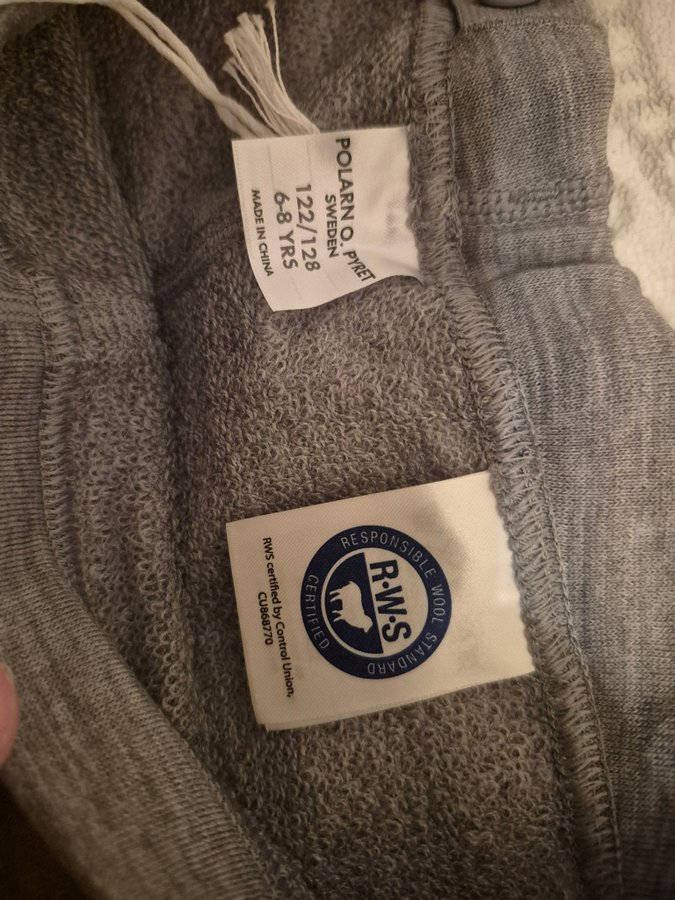 POLARN O. PYRET
SWEDEN
122/128
6-8 YRS
MADE IN CHINA
RESPONSIBLE WOOL STANDARD
R·W·S
CERTIFIED
RWS certified by Control Union,
CU868770